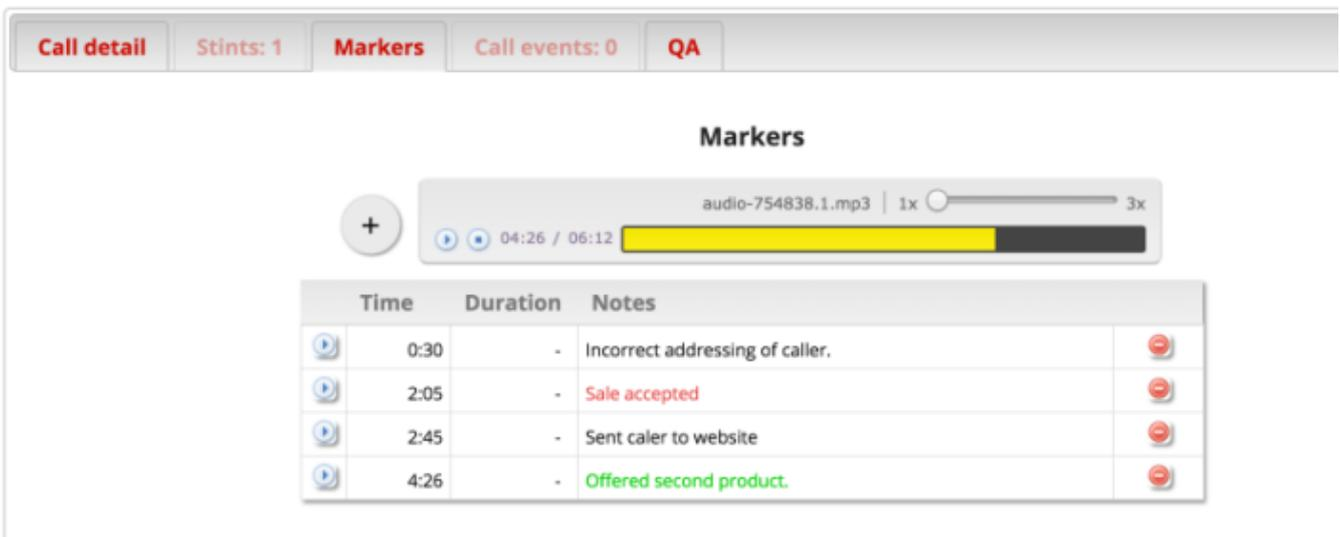 Call detail Stints: 1 Markers Call events: 0 QA
Markers
+
audio-754838.1.mp3 | 1x 3x
04:26 / 06:12
Time Duration Notes
0:30 - Incorrect addressing of caller.
2:05 - Sale accepted
2:45 - Sent caler to website
4:26 - Offered second product.